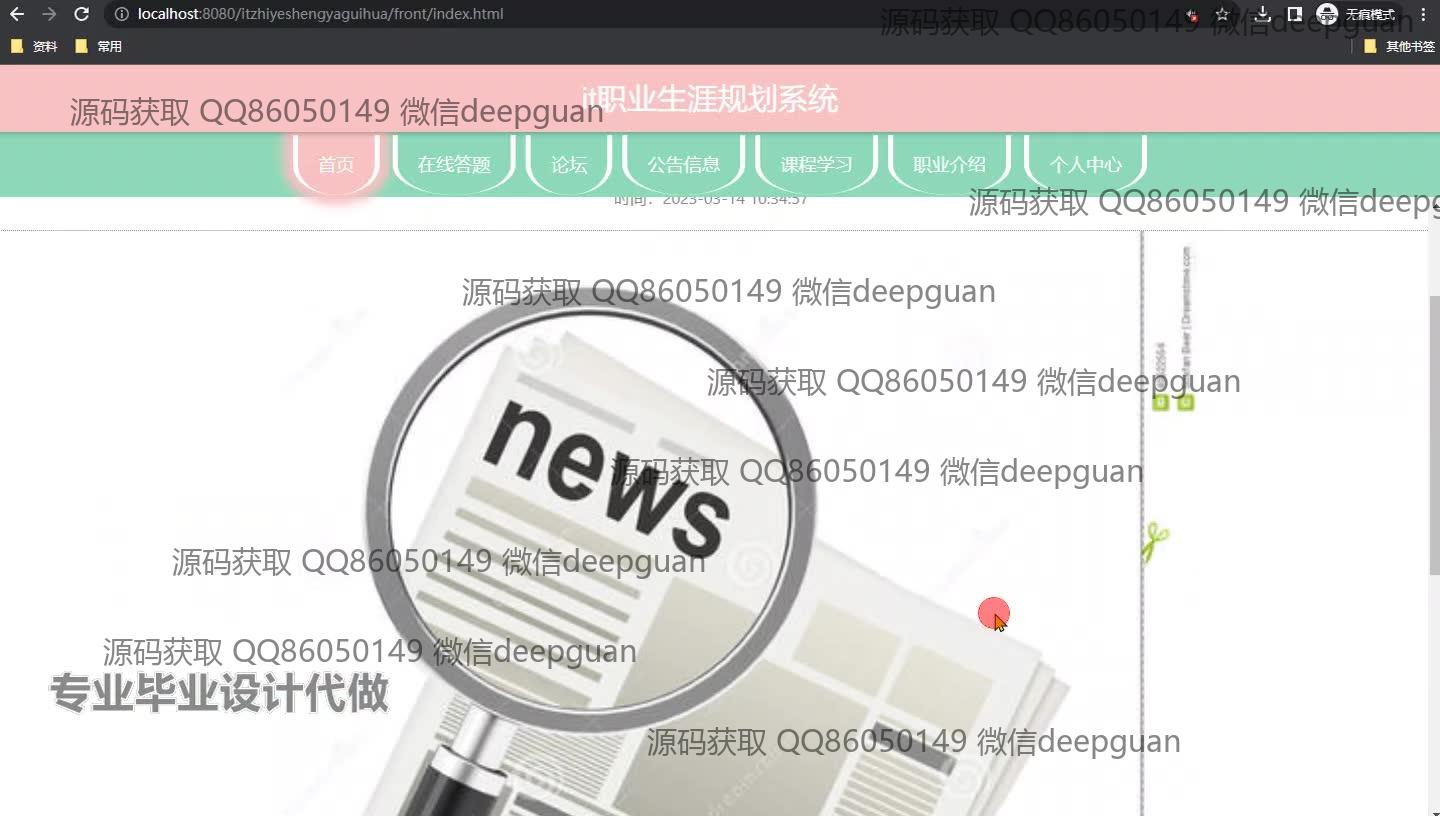 localhost:8080/itzhiyeshengyaguihua/front/index.html
无痕模式
源码获取 QQ86050149 微信deepguan
资料
常用
其他书签
it职业生涯规划系统
源码获取 QQ86050149 微信deepguan
首页
在线答题
论坛
公告信息
课程学习
职业介绍
个人中心
时间：2023-03-14 10:34:57
源码获取 QQ86050149 微信deepg
源码获取 QQ86050149 微信deepguan
源码获取 QQ86050149 微信deepguan
news
源码获取 QQ86050149 微信deepguan
源码获取 QQ86050149 微信deepguan
源码获取 QQ86050149 微信deepguan
专业毕业设计代做
源码获取 QQ86050149 微信deepguan